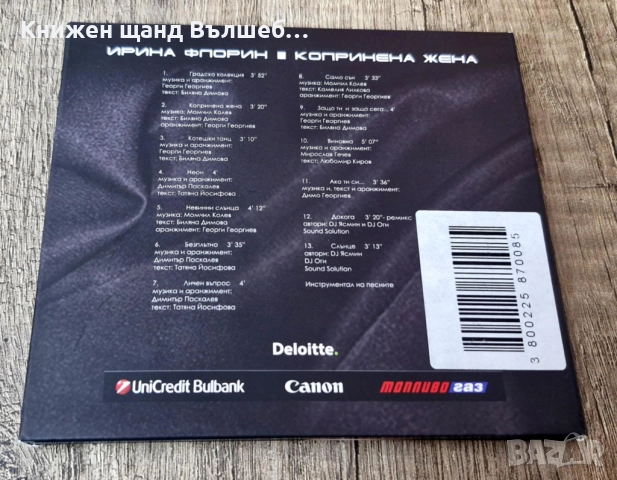 Книжен щанд Вълшеб...
ИРИНА ФЛОРИН КОПРИНЕНА ЖЕНА
1. Градска колекция 3' 52"
музика и аранжимент:
Георги Георгиев
текст: Биляна Димова
2. Копринена жена 3' 20"
музика: Момчил Колев
текст: Биляна Димова
аранжимент: Георги Георгиев
3. Котешки танц 3' 10"
музика и аранжимент:
Георги Георгиев
текст: Биляна Димова
4. Неон 4'
музика и аранжимент:
Димитър Паскалев
текст: Татяна Йосифова
5. Невинни слънца 4' 12"
музика: Момчил Колев
текст: Биляна Димова
аранжимент: Георги Георгиев
6. Безплътна 3' 35"
музика и аранжимент:
Димитър Паскалев
текст: Татяна Йосифова
7. Личен въпрос 4'
музика и аранжимент:
Димитър Паскалев
текст: Татяна Йосифова
8. Само сън 3' 33"
музика: Момчил Колев
текст: Камелия
аранжимент: Георги Георгиев
9. Защо ти и защо сега... 4'
музика и аранжимент:
Георги Георгиев
текст: Биляна Димова
10. Виновна 5' 07"
музика и аранжимент:
Мирослав Гечев
текст: Любомир Киров
11. Ако ти си... 3' 36"
музика и, текст и аранжимент:
Димо Георгиев
12. Докога 3' 20"- ремикс
автори: DJ Ясмин и DJ Оги
Sound Solution
13. Слънце 3' 13"
автори: DJ Ясмин
DJ Оги
Sound Solution
Инструментал на песните
3 800225 870085
Deloitte.
UniCredit Bulbank Canon ТОПЛИВО газ
BAZAR